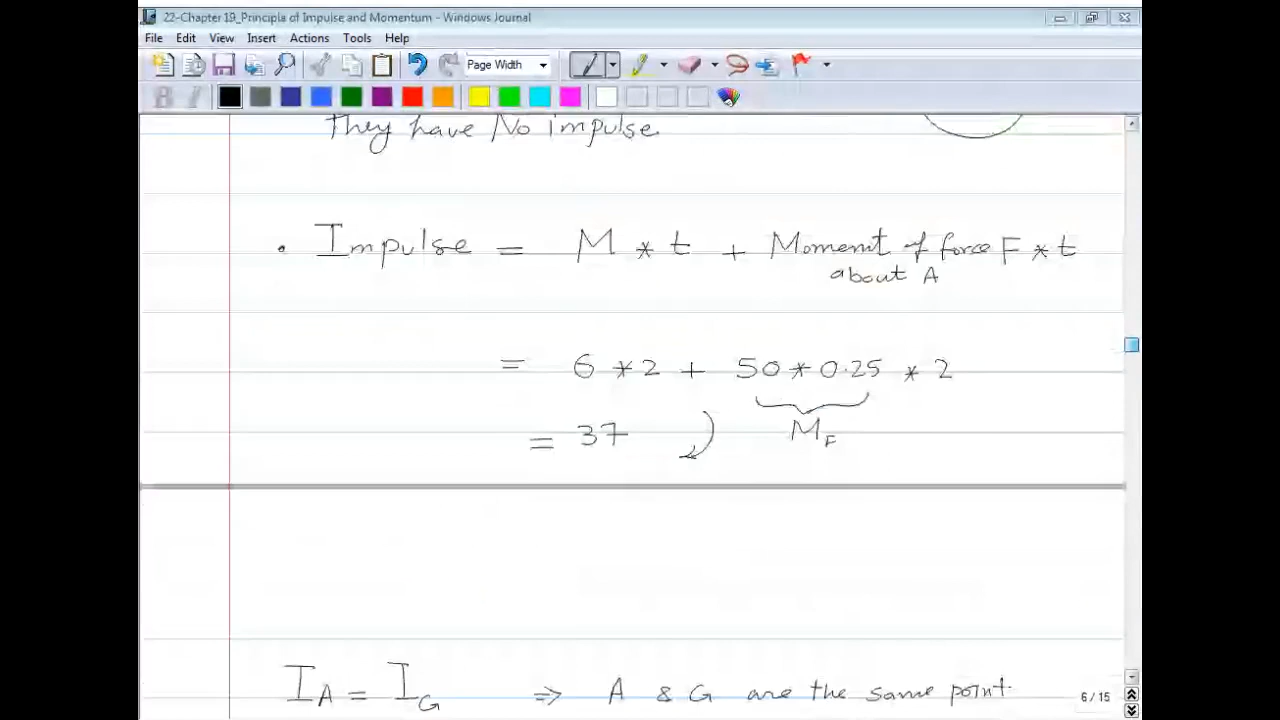 22-Chapter 19_Principla of Impulse and Momentum - Windows Journal
File Edit View Insert Actions Tools Help
Page Width
They have No impulse.
• Impulse = M * t + Moment of force F * t
about A
= 6 * 2 + 50 * 0.25 * 2
= 37
M_F
I_A = I_G ⇒ A & G are the same point.
6 / 15